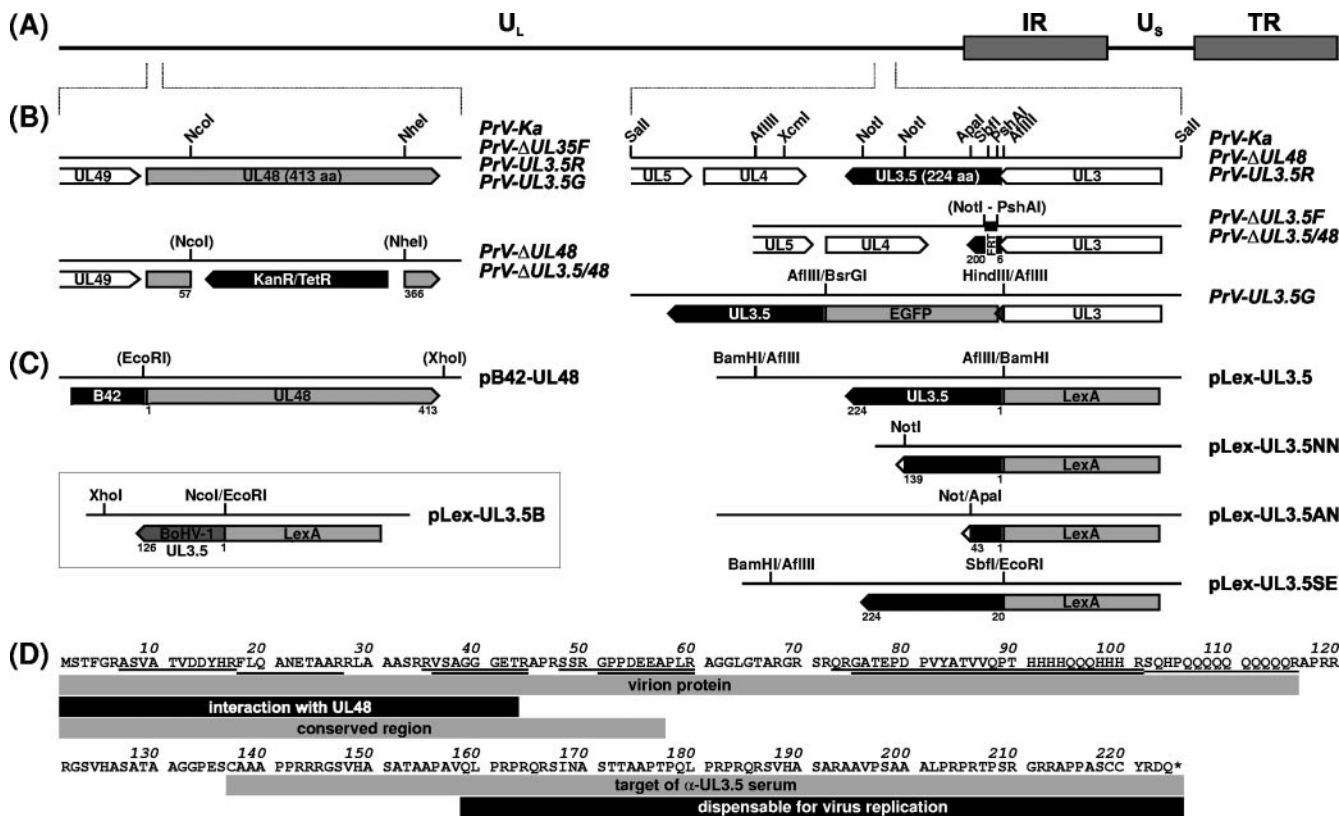 (A) U_L IR U_S TR
(B) NcoI NheI PrV-Ka
PrV-ΔUL35F
PrV-UL3.5R
PrV-UL3.5G
UL49 UL48 (413 aa)
(NcoI) (NheI) PrV-ΔUL48
PrV-ΔUL3.5/48
UL49 KanR/TetR
57 366
SalI AflIII XcmI NotI NotI ApaI SbfI PshAI AflIII SalI
PrV-Ka
PrV-ΔUL48
PrV-UL3.5R
UL5 UL4 UL3.5 (224 aa) UL3
(NotI - PshAI) PrV-ΔUL3.5F
PrV-ΔUL3.5/48
UL5 UL4 FRT UL3
200 6
AflIII/BsrGI HindIII/AflIII PrV-UL3.5G
UL3.5 EGFP UL3
(C) (EcoRI) (XhoI) pB42-UL48
B42 UL48
1 413
XhoI NcoI/EcoRI pLex-UL3.5B
BoHV-1 LexA
126 UL3.5 1
BamHI/AflIII AflIII/BamHI pLex-UL3.5
UL3.5 LexA
224 1
NotI pLex-UL3.5NN
LexA
139 1
Not/ApaI pLex-UL3.5AN
LexA
43 1
BamHI/AflIII SbfI/EcoRI pLex-UL3.5SE
LexA
224 20
(D) 10 20 30 40 50 60 70 80 90 100 110 120
MSTFGRASVA TVDDYHRFLQ ANETAARRLA AASRRVSAGG GETRAPRSSR GPPDEEAPLR AGGLGTARGR SRQRGATEPD PVYATVVQPT HHHHQQQHHH RSQHPQQQQQ QQQQQRAPRR
virion protein
interaction with UL48
conserved region
130 140 150 160 170 180 190 200 210 220
RGSVHASATA AGGPESCAAA PPRRRGSVHA SATAAPAVQL PRPRQRSINA STTAAPTPQL PRPRQRSVHA SARAAVPSAA ALPRPRTPSR GRRAPPASCC YRDQ*
target of α-UL3.5 serum
dispensable for virus replication